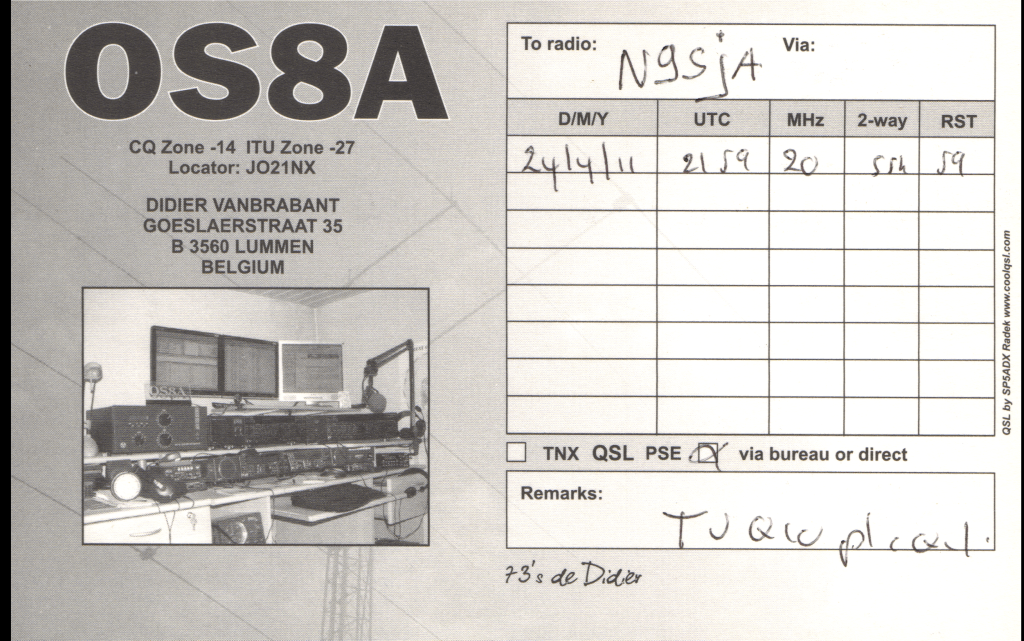 OS8A
CQ Zone -14 ITU Zone -27
Locator: JO21NX
DIDIER VANBRABANT
GOESLAERSTRAAT 35
B 3560 LUMMEN
BELGIUM
OS8A
To radio: N9SjA Via:
D/M/Y UTC MHz 2-way RST
24/4/11 2159 20 SSb 59
TNX QSL PSE via bureau or direct
Remarks:
TU QSO
73's de Didier
QSL by SP5ADX Radek www.coolqsl.com